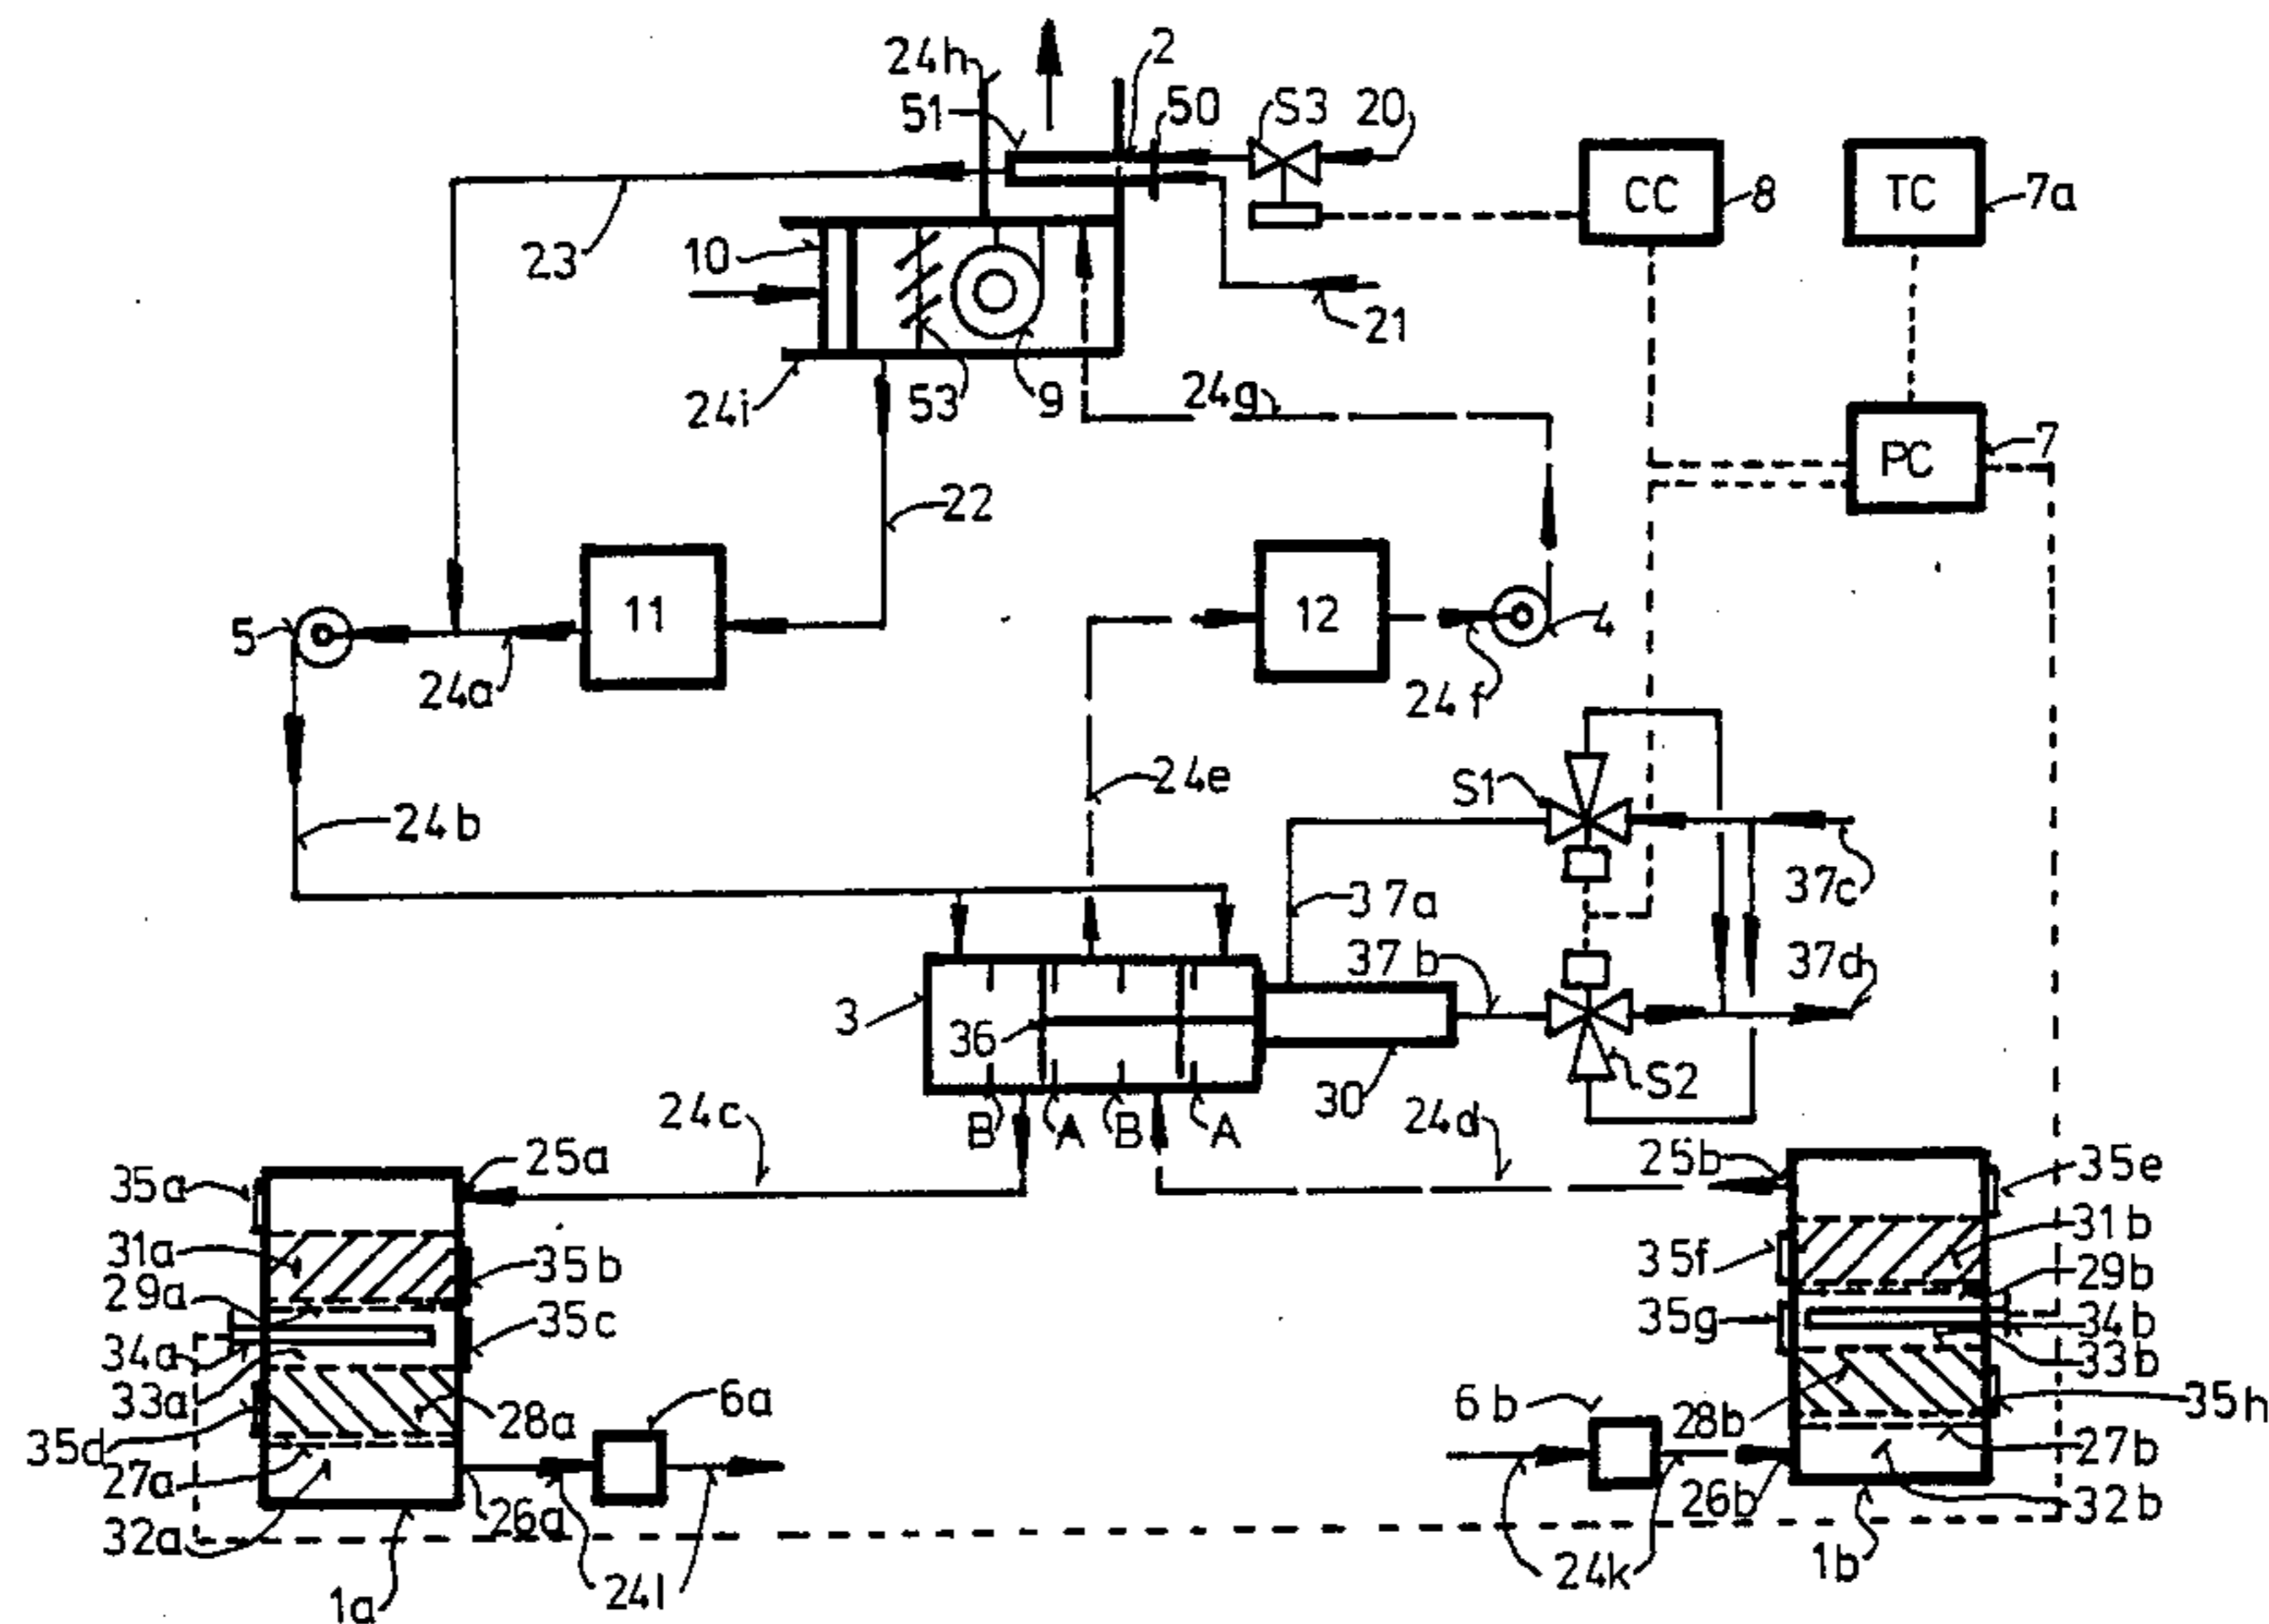 24h
2
51
50
S3
20
CC
8
TC
7a
23
10
21
24i
53
9
24g
7
PC
22
11
12
5
4
24a
24f
24b
24e
S1
37a
37c
37b
37d
3
36
30
S2
B
A
B
A
24c
24d
25a
25b
35a
35e
31a
35b
35f
31b
29a
29b
35c
35g
34a
34b
33a
33b
6a
6b
28a
28b
35h
35d
27a
27b
26a
26b
32a
32b
24l
24k
1a
1b